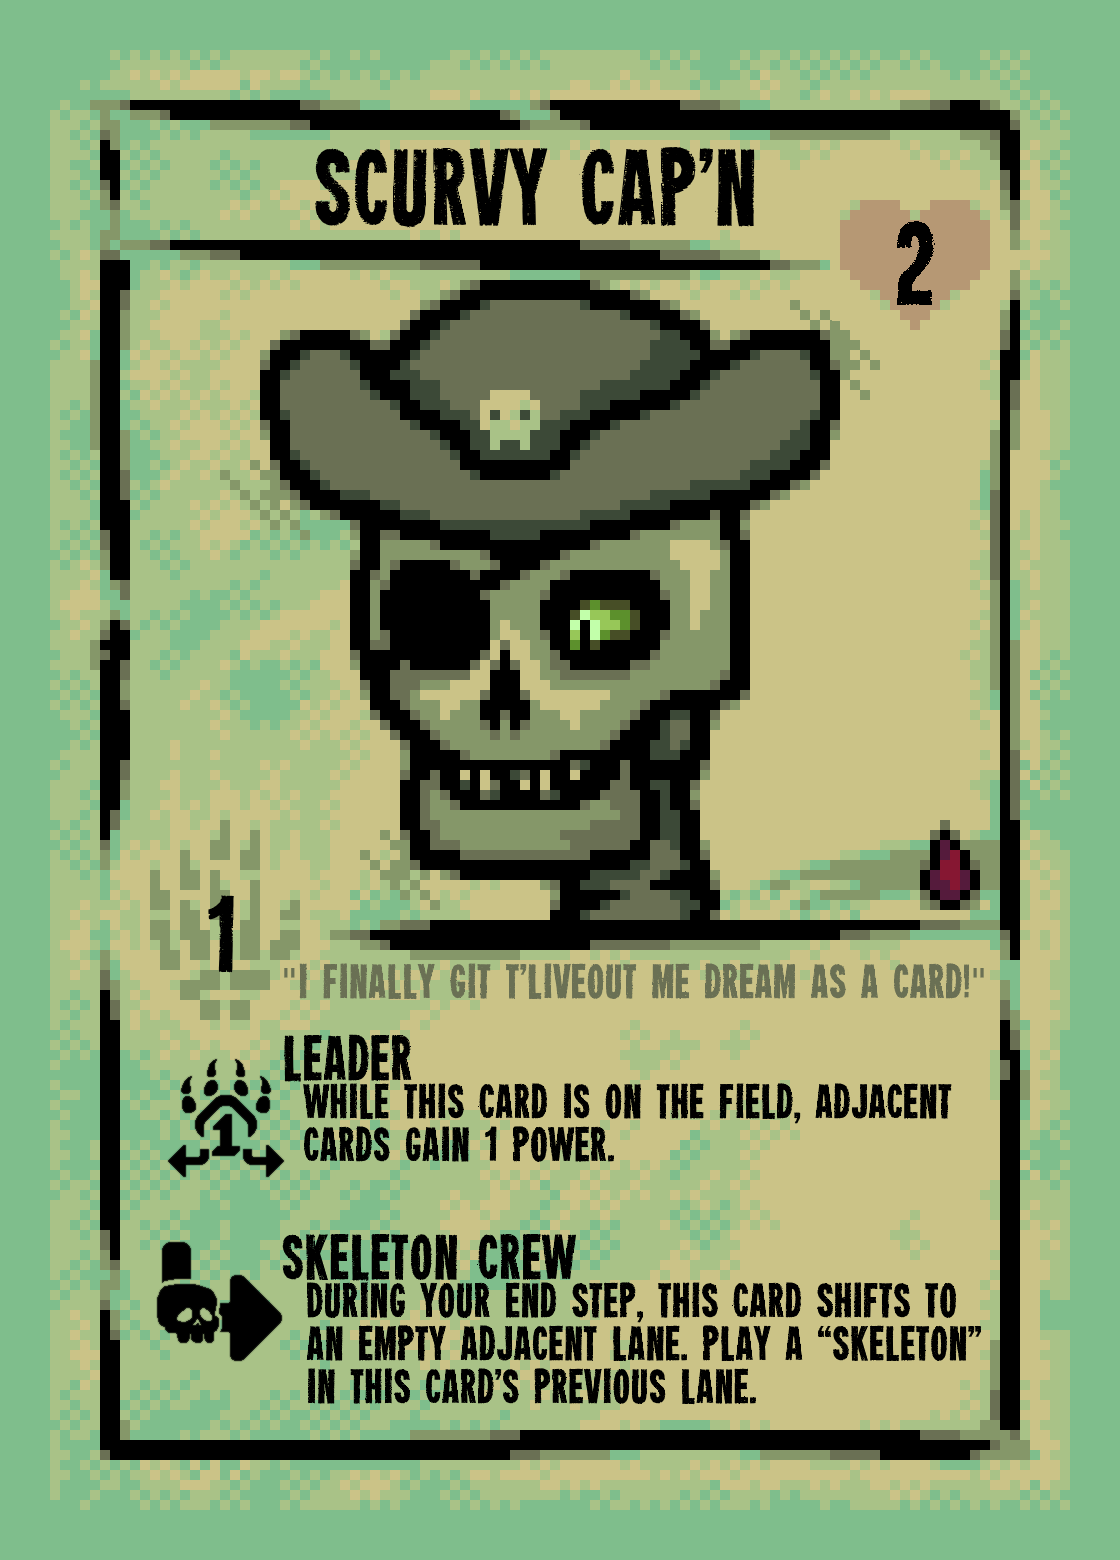 SCURVY CAP'N
2
1
"I FINALLY GIT T'LIVEOUT ME DREAM AS A CARD!"
LEADER
WHILE THIS CARD IS ON THE FIELD, ADJACENT
CARDS GAIN 1 POWER.
1
SKELETON CREW
DURING YOUR END STEP, THIS CARD SHIFTS TO
AN EMPTY ADJACENT LANE. PLAY A “SKELETON”
IN THIS CARD'S PREVIOUS LANE.